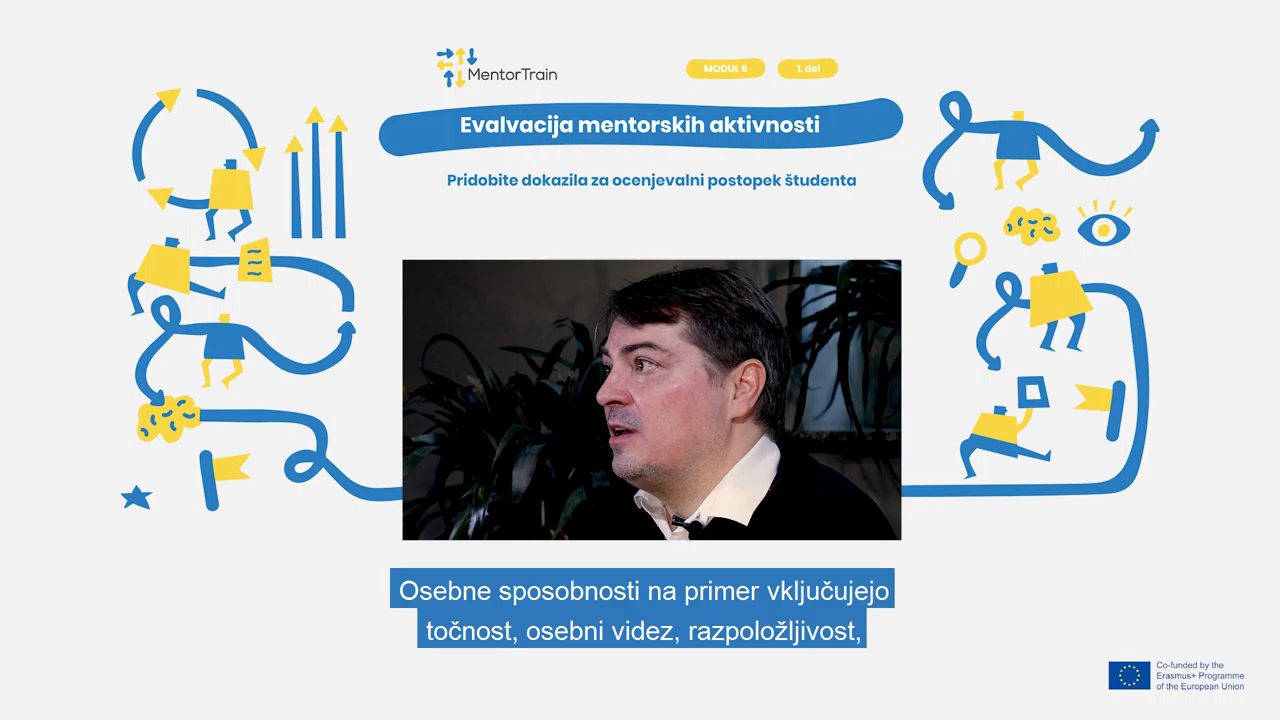 MentorTrain
MODUL 5
1. del
Evalvacija mentorskih aktivnosti
Pridobite dokazila za ocenjevalni postopek študenta
Osebne sposobnosti na primer vključujejo
točnost, osebni videz, razpoložljivost,
Co-funded by the
Erasmus+ Programme
of the European Union